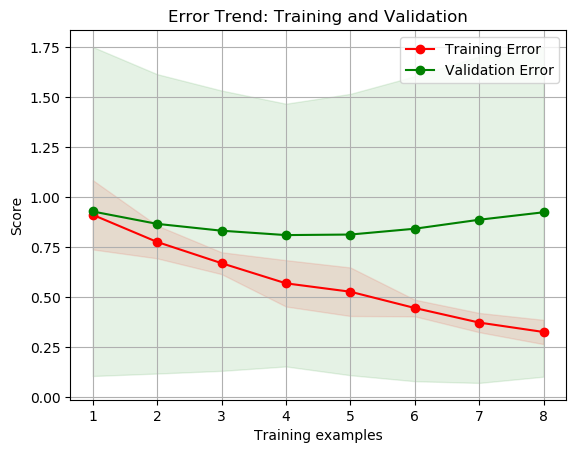 Error Trend: Training and Validation
Training Error
Validation Error
1.75
1.50
1.25
1.00
0.75
0.50
0.25
0.00
Score
1 2 3 4 5 6 7 8
Training examples